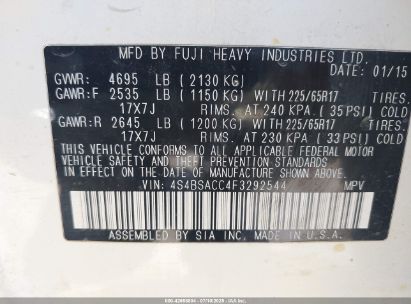 MFD. BY FUJI HEAVY INDUSTRIES LTD.
DATE: 01/15
GVWR: 4695 LB (2130 KG)
GAWR:F 2535 LB (1150 KG) WITH 225/65R17 TIRES.
17X7J RIMS. AT 240 KPA (35 PSI) COLD
GAWR:R 2645 LB (1200 KG) WITH 225/65R17 TIRES.
17X7J RIMS. AT 230 KPA (33 PSI) COLD
THIS VEHICLE CONFORMS TO ALL APPLICABLE FEDERAL MOTOR
VEHICLE SAFETY AND THEFT PREVENTION STANDARDS
IN EFFECT ON THE DATE OF MANUFACTURE SHOWN ABOVE.
VIN: 4S4BSACC4F3292544 MPV
ASSEMBLED BY SIA INC. MADE IN U.S.A.